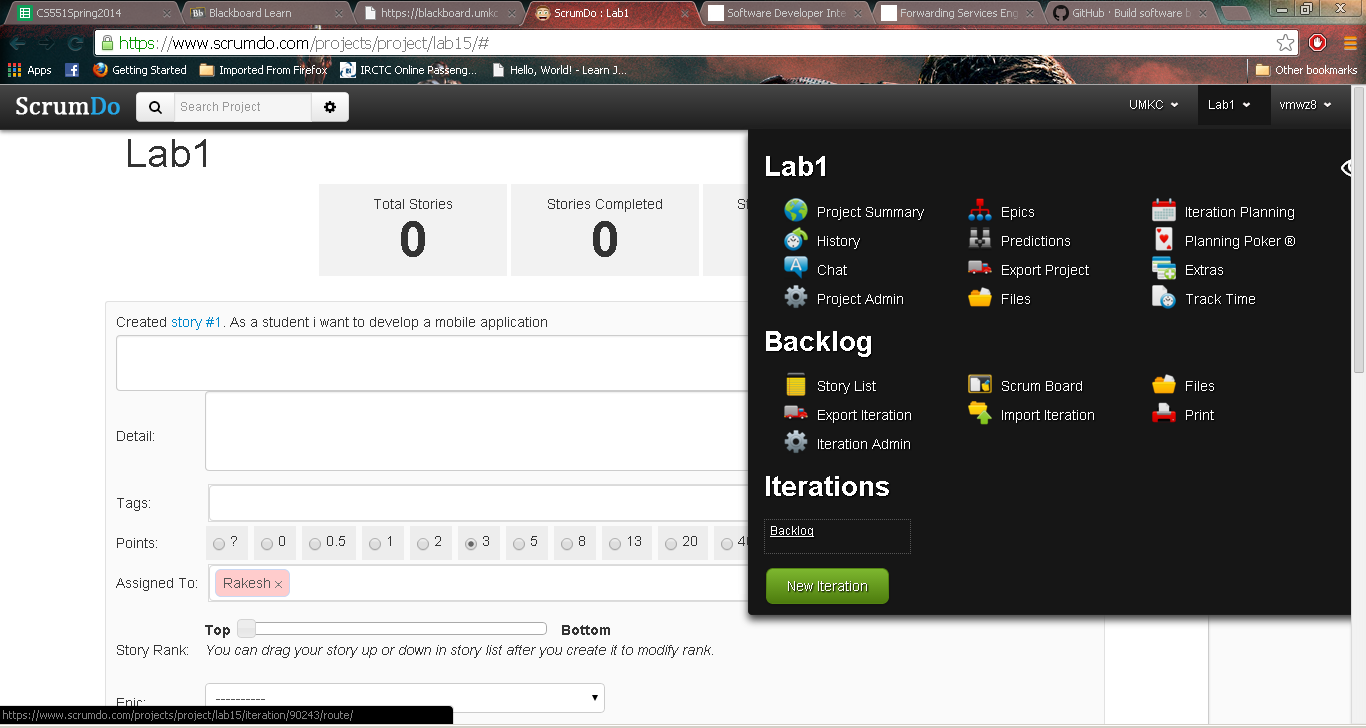 CS551Spring2014
Blackboard Learn
https://blackboard.umkc
ScrumDo : Lab1
Software Developer Inte
Forwarding Services Eng
GitHub · Build software b
https://www.scrumdo.com/projects/project/lab15/#
Apps
Getting Started
Imported From Firefox
IRCTC Online Passeng...
Hello, World! - Learn J...
Other bookmarks
ScrumDo
Search Project
UMKC
Lab1
vmwz8
Lab1
Total Stories
0
Stories Completed
0
St
Created story #1. As a student i want to develop a mobile application
Detail:
Tags:
Points:
? 0 0.5 1 2 3 5 8 13 20 40
Assigned To:
Rakesh ×
Top
Bottom
Story Rank:
You can drag your story up or down in story list after you create it to modify rank.
Epic:
----------
https://www.scrumdo.com/projects/project/lab15/iteration/90243/route/
Lab1
Project Summary
Epics
Iteration Planning
History
Predictions
Planning Poker ®
Chat
Export Project
Extras
Project Admin
Files
Track Time
Backlog
Story List
Scrum Board
Files
Export Iteration
Import Iteration
Print
Iteration Admin
Iterations
Backlog
New Iteration